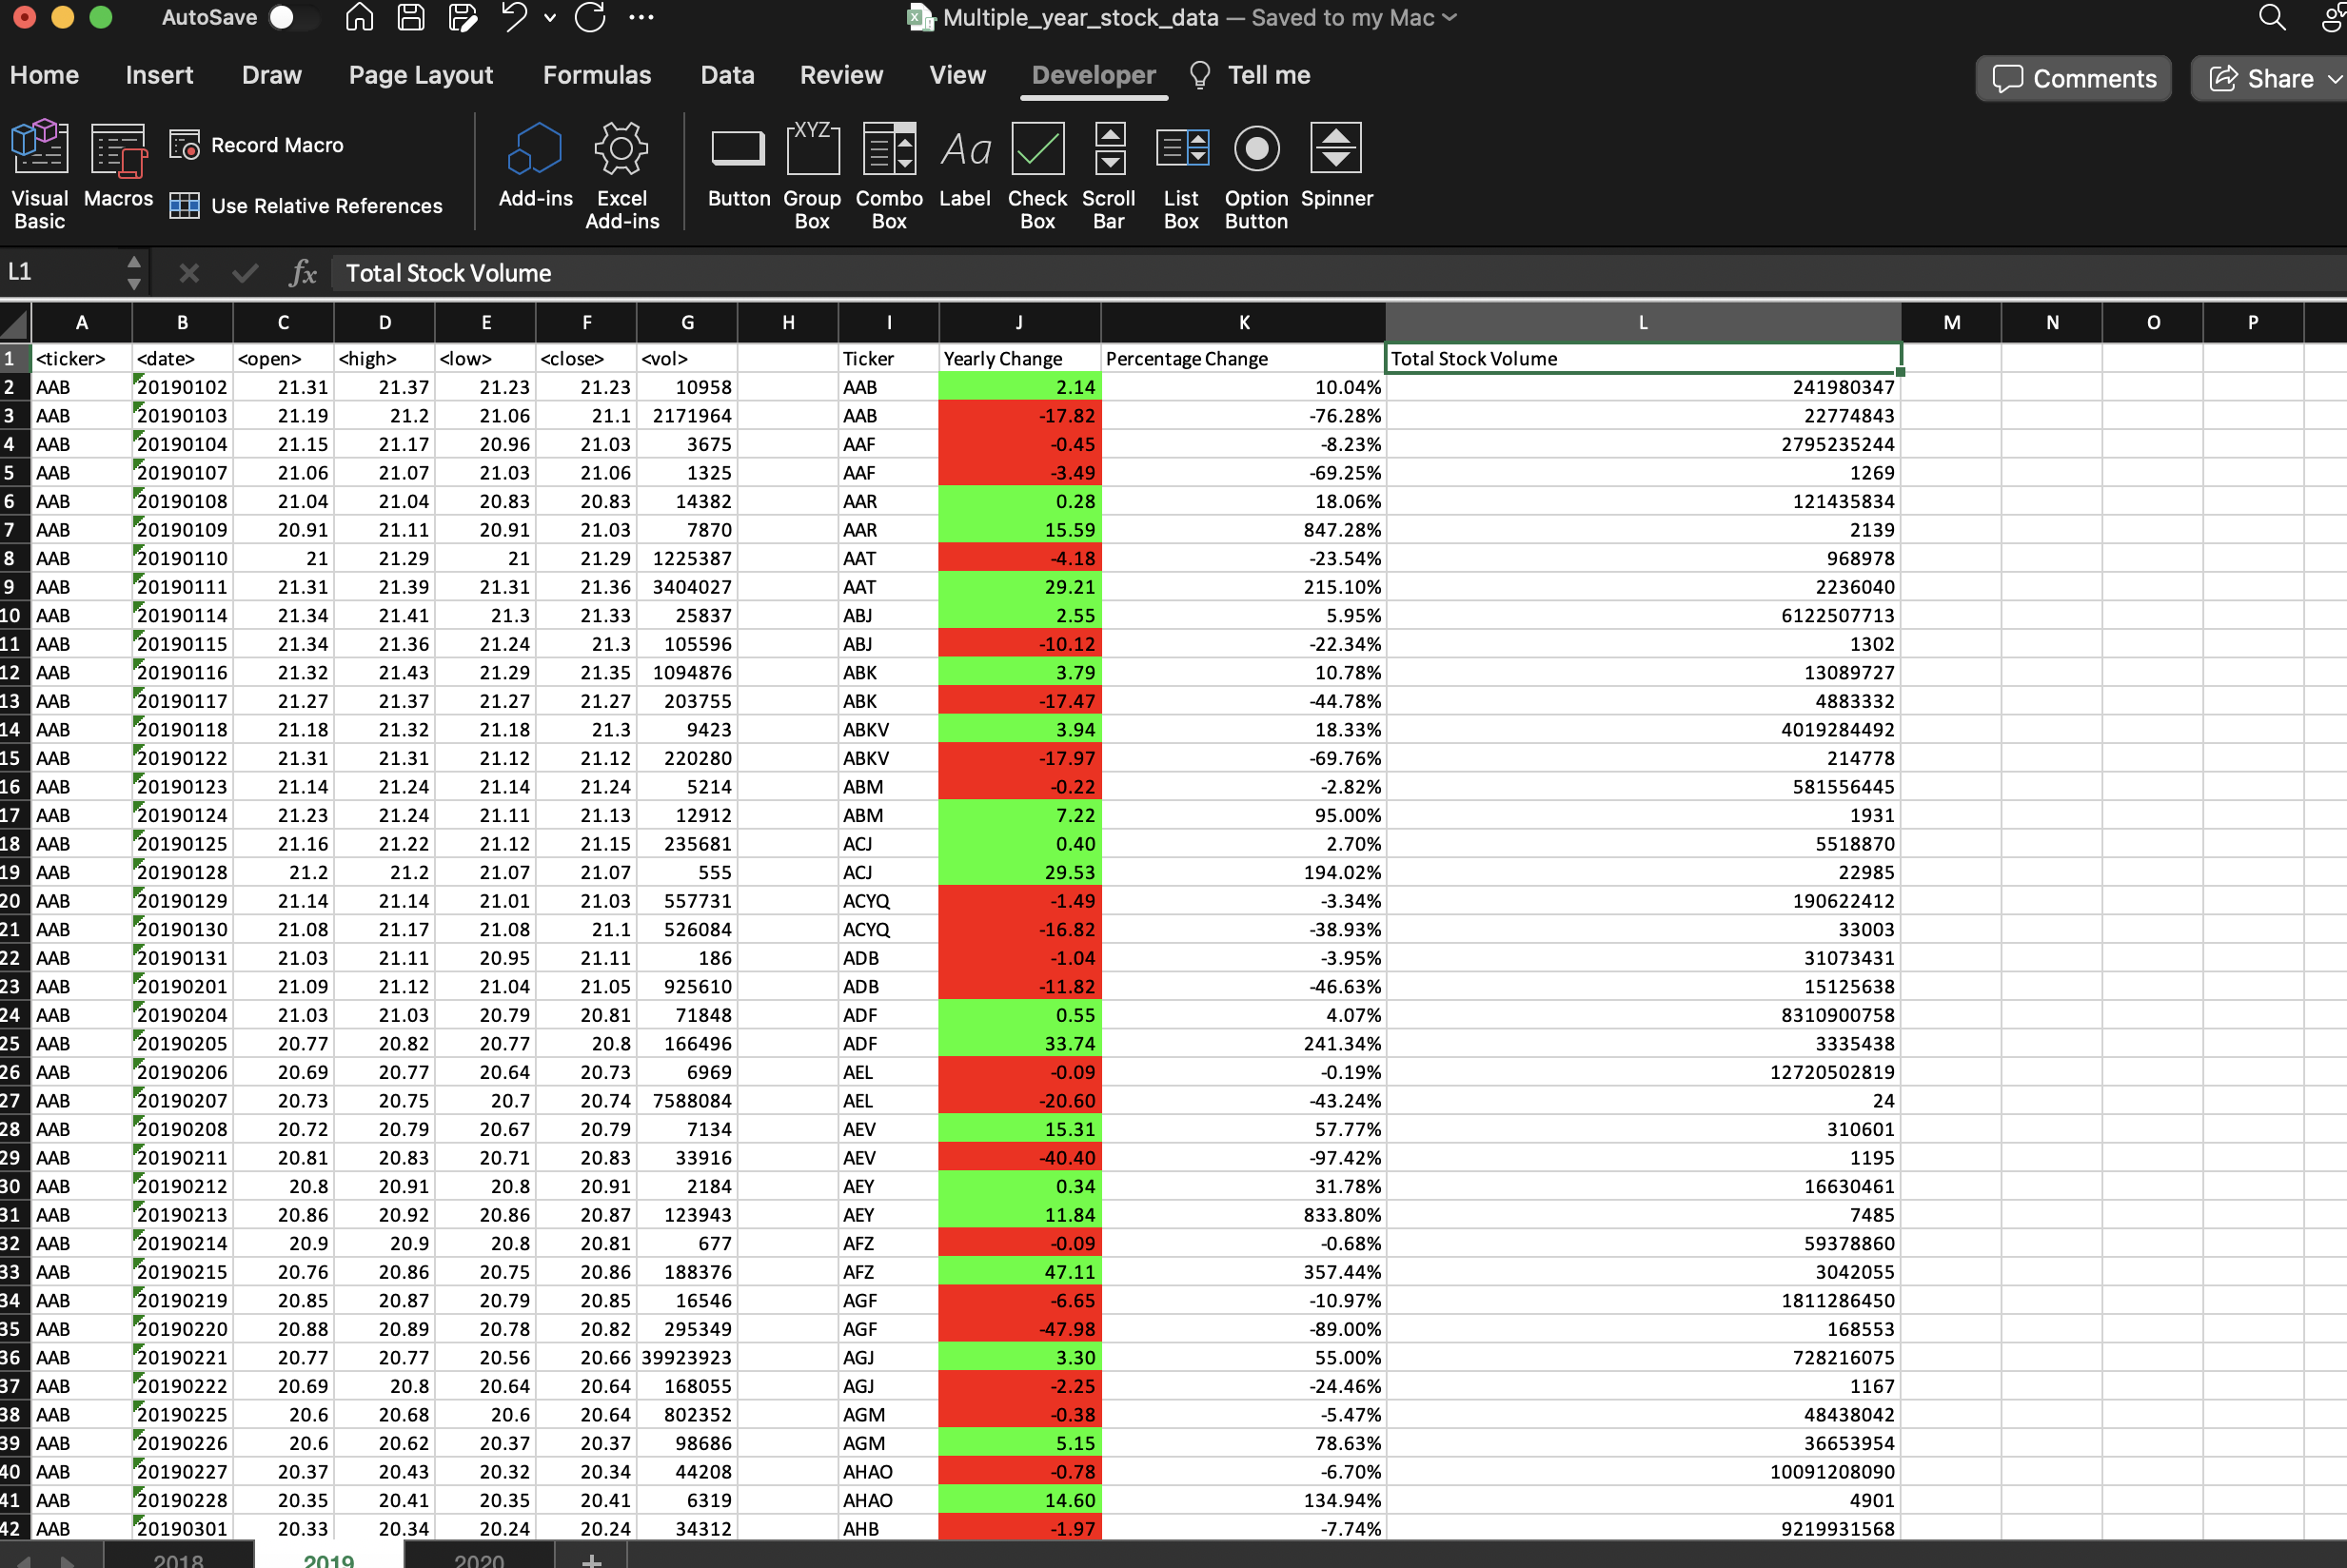 AutoSave
Multiple_year_stock_data — Saved to my Mac
Home Insert Draw Page Layout Formulas Data Review View Developer Tell me
Comments Share
Visual Basic
Macros
Record Macro
Use Relative References
Add-ins
Excel Add-ins
Button
XYZ
Group Box
Combo Box
Aa
Label
Check Box
Scroll Bar
List Box
Option Button
Spinner
L1 fx Total Stock Volume
A B C D E F G H I J K L M N O P
1 <ticker> <date> <open> <high> <low> <close> <vol> Ticker Yearly Change Percentage Change Total Stock Volume
2 AAB 20190102 21.31 21.37 21.23 21.23 10958 AAB 2.14 10.04% 241980347
3 AAB 20190103 21.19 21.2 21.06 21.1 2171964 AAB -17.82 -76.28% 22774843
4 AAB 20190104 21.15 21.17 20.96 21.03 3675 AAF -0.45 -8.23% 2795235244
5 AAB 20190107 21.06 21.07 21.03 21.06 1325 AAF -3.49 -69.25% 1269
6 AAB 20190108 21.04 21.04 20.83 20.83 14382 AAR 0.28 18.06% 121435834
7 AAB 20190109 20.91 21.11 20.91 21.03 7870 AAR 15.59 847.28% 2139
8 AAB 20190110 21 21.29 21 21.29 1225387 AAT -4.18 -23.54% 968978
9 AAB 20190111 21.31 21.39 21.31 21.36 3404027 AAT 29.21 215.10% 2236040
10 AAB 20190114 21.34 21.41 21.3 21.33 25837 ABJ 2.55 5.95% 6122507713
11 AAB 20190115 21.34 21.36 21.24 21.3 105596 ABJ -10.12 -22.34% 1302
12 AAB 20190116 21.32 21.43 21.29 21.35 1094876 ABK 3.79 10.78% 13089727
13 AAB 20190117 21.27 21.37 21.27 21.27 203755 ABK -17.47 -44.78% 4883332
14 AAB 20190118 21.18 21.32 21.18 21.3 9423 ABKV 3.94 18.33% 4019284492
15 AAB 20190122 21.31 21.31 21.12 21.12 220280 ABKV -17.97 -69.76% 214778
16 AAB 20190123 21.14 21.24 21.14 21.24 5214 ABM -0.22 -2.82% 581556445
17 AAB 20190124 21.23 21.24 21.11 21.13 12912 ABM 7.22 95.00% 1931
18 AAB 20190125 21.16 21.22 21.12 21.15 235681 ACJ 0.40 2.70% 5518870
19 AAB 20190128 21.2 21.2 21.07 21.07 555 ACJ 29.53 194.02% 22985
20 AAB 20190129 21.14 21.14 21.01 21.03 557731 ACYQ -1.49 -3.34% 190622412
21 AAB 20190130 21.08 21.17 21.08 21.1 526084 ACYQ -16.82 -38.93% 33003
22 AAB 20190131 21.03 21.11 20.95 21.11 186 ADB -1.04 -3.95% 31073431
23 AAB 20190201 21.09 21.12 21.04 21.05 925610 ADB -11.82 -46.63% 15125638
24 AAB 20190204 21.03 21.03 20.79 20.81 71848 ADF 0.55 4.07% 8310900758
25 AAB 20190205 20.77 20.82 20.77 20.8 166496 ADF 33.74 241.34% 3335438
26 AAB 20190206 20.69 20.77 20.64 20.73 6969 AEL -0.09 -0.19% 12720502819
27 AAB 20190207 20.73 20.75 20.7 20.74 7588084 AEL -20.60 -43.24% 24
28 AAB 20190208 20.72 20.79 20.67 20.79 7134 AEV 15.31 57.77% 310601
29 AAB 20190211 20.81 20.83 20.71 20.83 33916 AEV -40.40 -97.42% 1195
30 AAB 20190212 20.8 20.91 20.8 20.91 2184 AEY 0.34 31.78% 16630461
31 AAB 20190213 20.86 20.92 20.86 20.87 123943 AEY 11.84 833.80% 7485
32 AAB 20190214 20.9 20.9 20.8 20.81 677 AFZ -0.09 -0.68% 59378860
33 AAB 20190215 20.76 20.86 20.75 20.86 188376 AFZ 47.11 357.44% 3042055
34 AAB 20190219 20.85 20.87 20.79 20.85 16546 AGF -6.65 -10.97% 1811286450
35 AAB 20190220 20.88 20.89 20.78 20.82 295349 AGF -47.98 -89.00% 168553
36 AAB 20190221 20.77 20.77 20.56 20.66 39923923 AGJ 3.30 55.00% 728216075
37 AAB 20190222 20.69 20.8 20.64 20.64 168055 AGJ -2.25 -24.46% 1167
38 AAB 20190225 20.6 20.68 20.6 20.64 802352 AGM -0.38 -5.47% 48438042
39 AAB 20190226 20.6 20.62 20.37 20.37 98686 AGM 5.15 78.63% 36653954
40 AAB 20190227 20.37 20.43 20.32 20.34 44208 AHAO -0.78 -6.70% 10091208090
41 AAB 20190228 20.35 20.41 20.35 20.41 6319 AHAO 14.60 134.94% 4901
42 AAB 20190301 20.33 20.34 20.24 20.24 34312 AHB -1.97 -7.74% 9219931568
2018 2019 2020 +